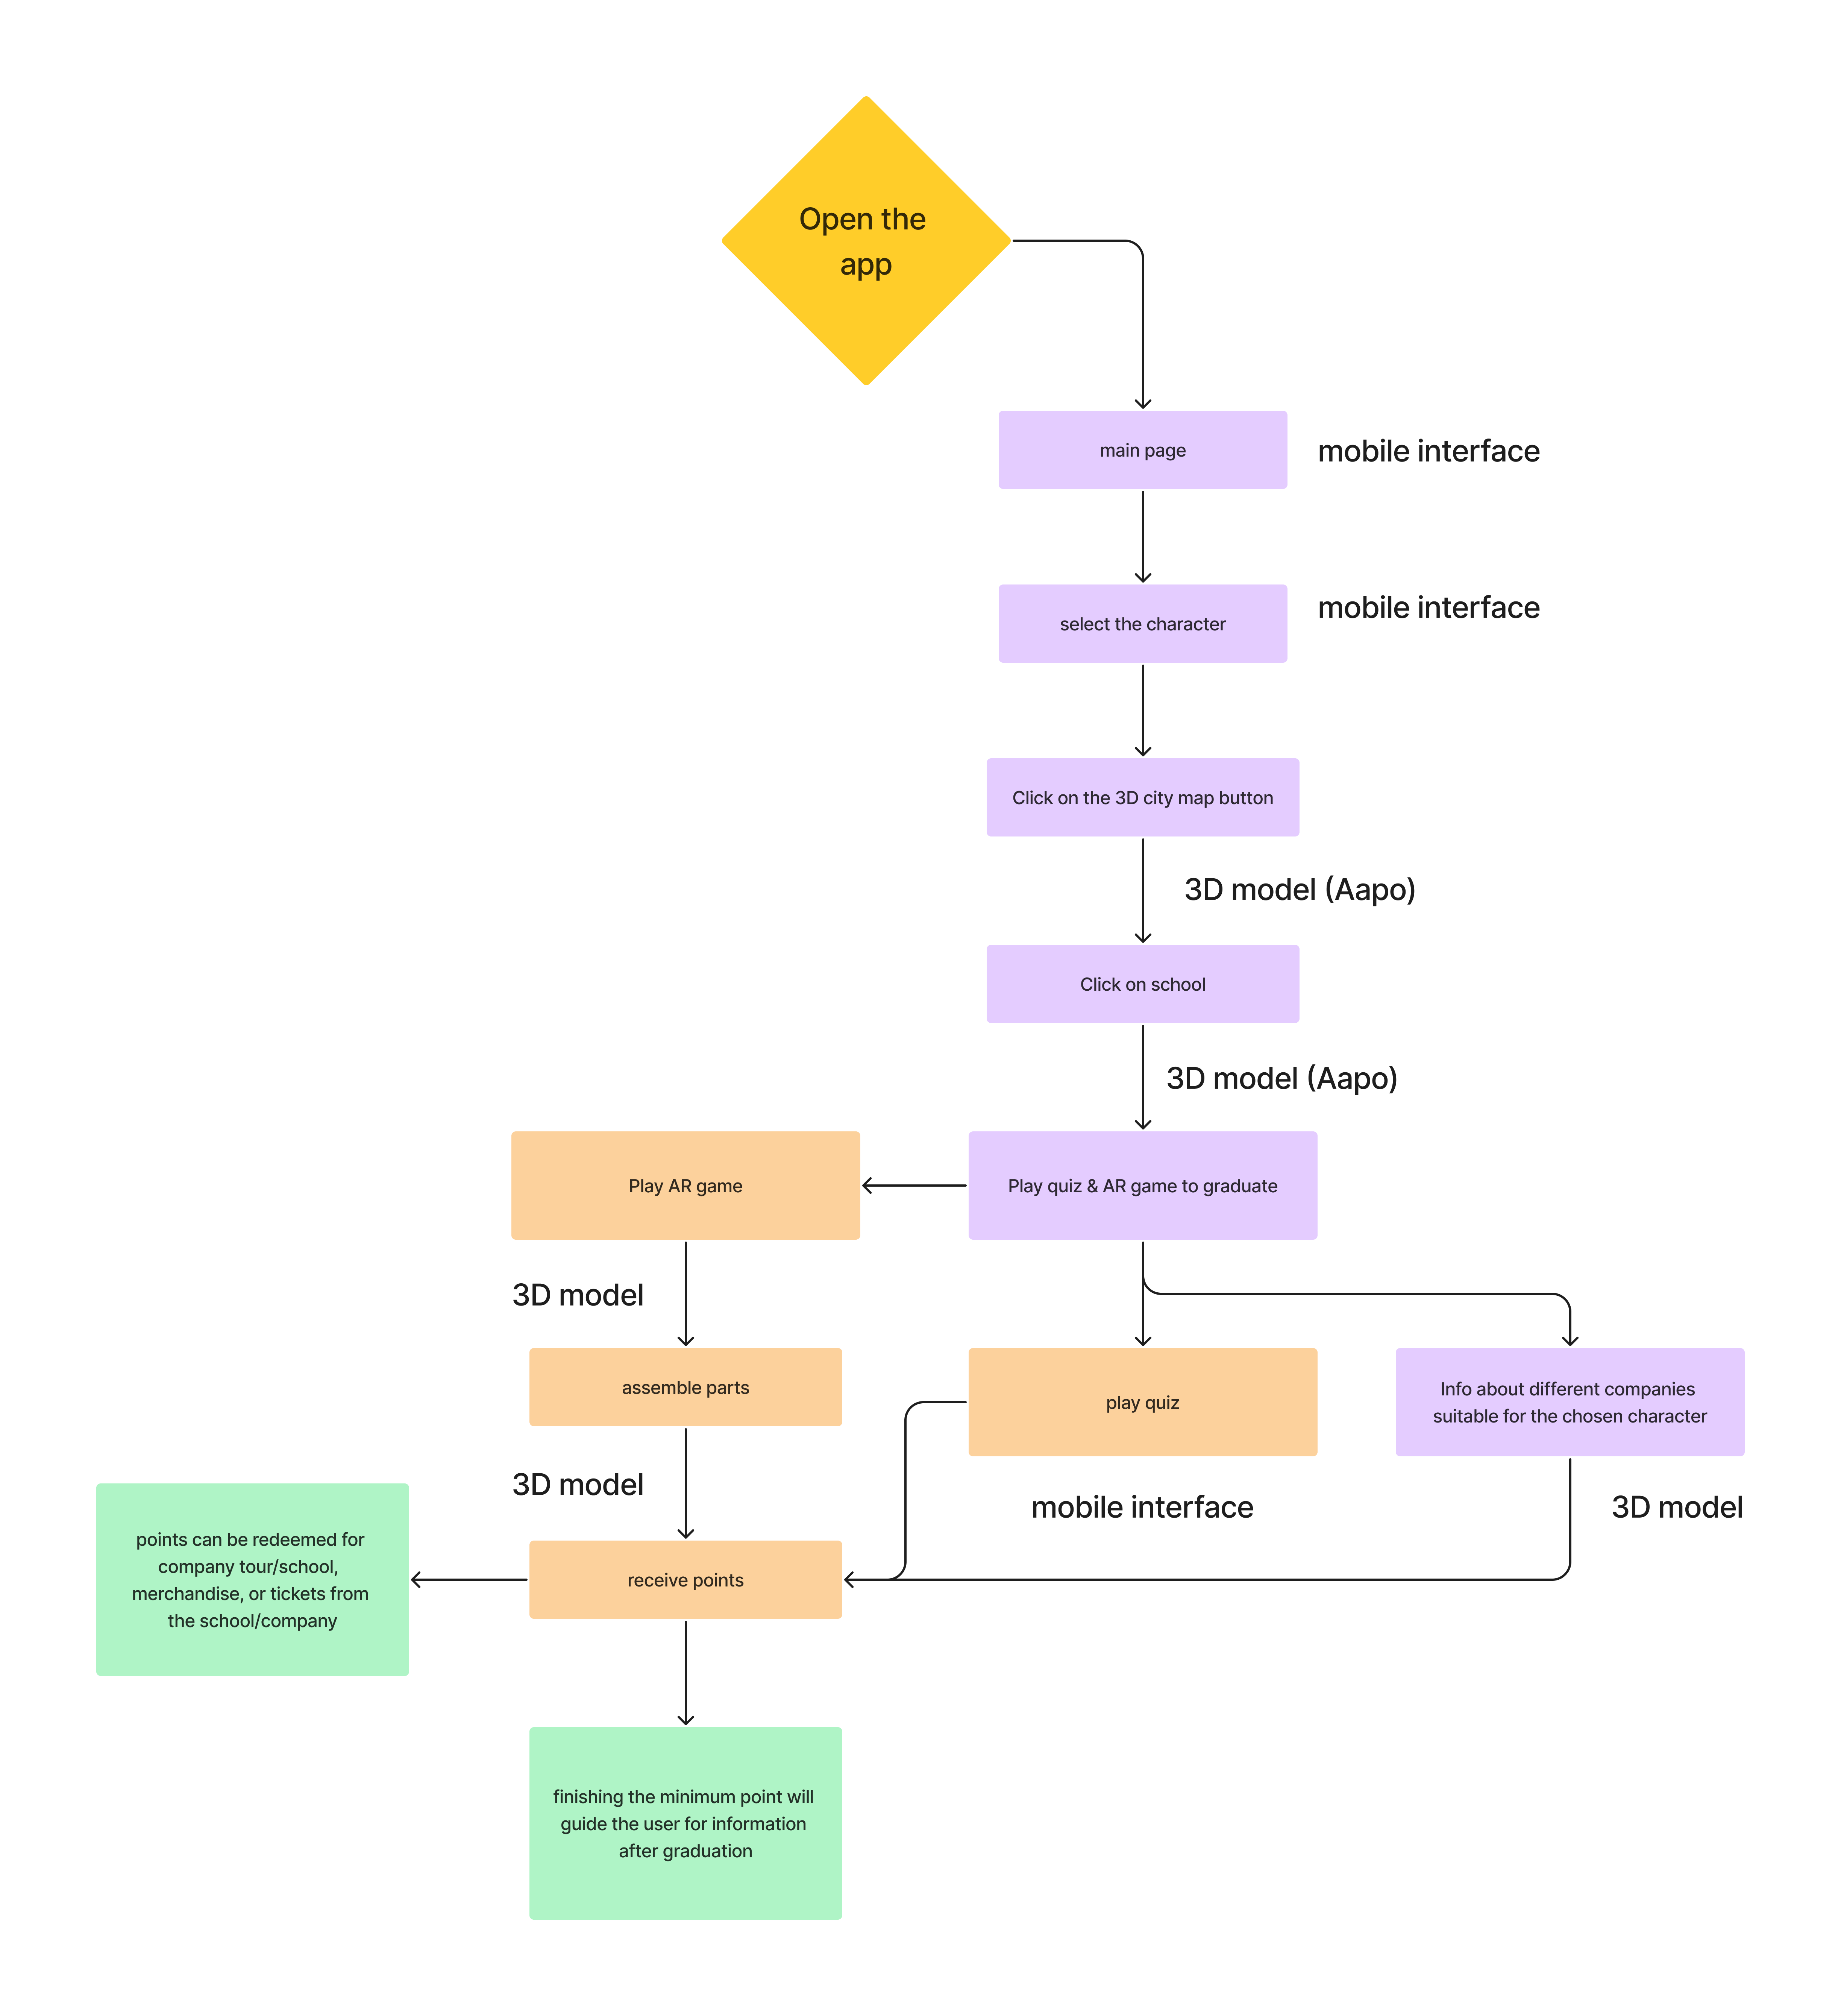 Open the
app
main page
mobile interface
select the character
mobile interface
Click on the 3D city map button
3D model (Aapo)
Click on school
3D model (Aapo)
Play AR game
Play quiz & AR game to graduate
3D model
assemble parts
play quiz
Info about different companies
suitable for the chosen character
3D model
mobile interface
3D model
points can be redeemed for
company tour/school,
merchandise, or tickets from
the school/company
receive points
finishing the minimum point will
guide the user for information
after graduation